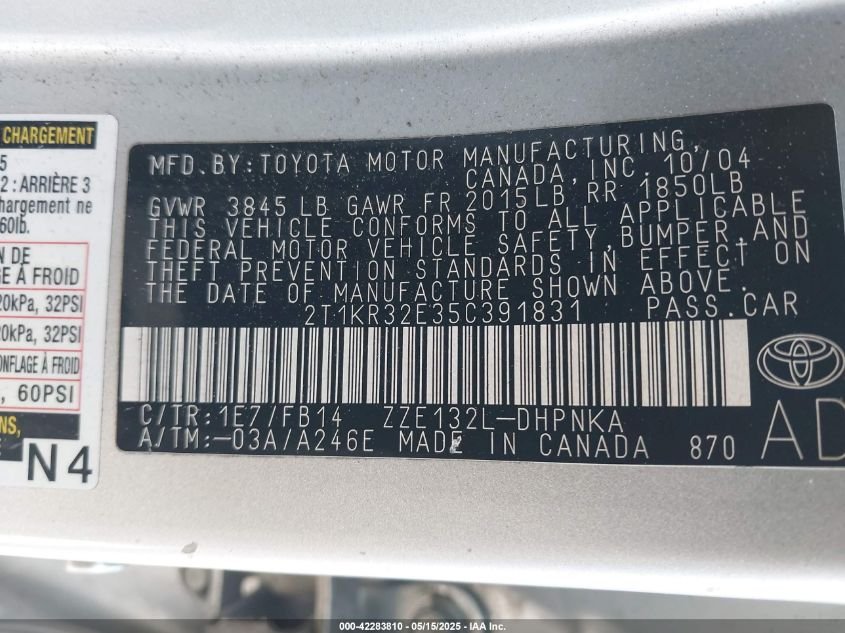 CHARGEMENT
5
2 : ARRIÈRE 3
chargement ne
60lb.
N DE
GE À FROID
20kPa, 32PSI
20kPa, 32PSI
ONFLAGE À FROID
, 60PSI
NS,
N4
MFD.BY:TOYOTA MOTOR MANUFACTURING,
CANADA, INC. 10/04
GVWR 3845 LB GAWR FR 2015LB, RR 1850LB
THIS VEHICLE CONFORMS TO ALL APPLICABLE
FEDERAL MOTOR VEHICLE SAFETY,BUMPER,AND
THEFT PREVENTION STANDARDS IN EFFECT ON
THE DATE OF MANUFACTURE SHOWN ABOVE.
2T1KR32E35C391831 PASS.CAR
C/TR:1E7/FB14 ZZE132L-DHPNKA
A/TM:-03A/A246E MADE IN CANADA 870
AD
000-42283810 - 05/15/2025 - IAA Inc.